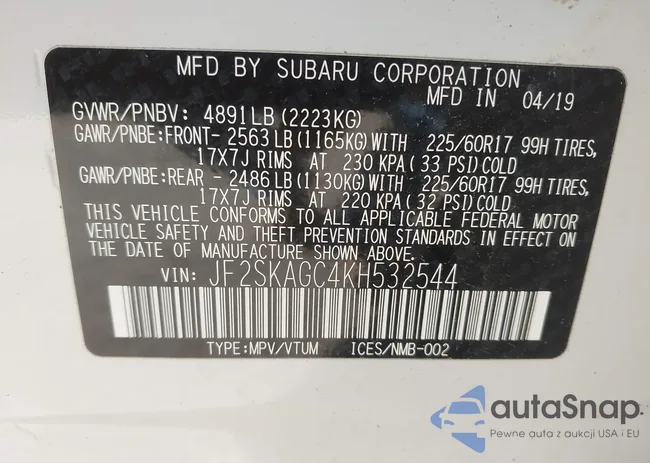 MFD BY SUBARU CORPORATION
MFD IN 04/19
GVWR/PNBV: 4891LB (2223KG)
GAWR/PNBE:FRONT- 2563 LB (1165KG) WITH 225/60R17 99H TIRES,
17X7J RIMS AT 230 KPA (33 PSI) COLD
GAWR/PNBE:REAR - 2486 LB (1130KG) WITH 225/60R17 99H TIRES,
17X7J RIMS AT 220 KPA (32 PSI) COLD
THIS VEHICLE CONFORMS TO ALL APPLICABLE FEDERAL MOTOR
VEHICLE SAFETY AND THEFT PREVENTION STANDARDS IN EFFECT ON
THE DATE OF MANUFACTURE SHOWN ABOVE.
VIN: JF2SKAGC4KH532544
TYPE:MPV/VTUM ICES/NMB-002
autaSnap
Pewne auta z aukcji USA i EU